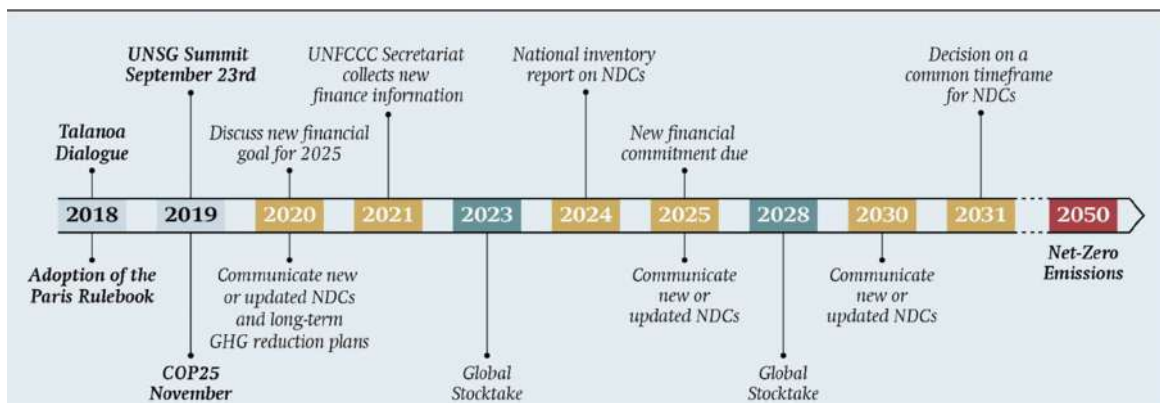 UNSG Summit
September 23rd
UNFCCC Secretariat
collects new
finance information
National inventory
report on NDCs
Decision on a
common timeframe
for NDCs
Talanoa
Dialogue
Discuss new financial
goal for 2025
New financial
commitment due
2018 2019 2020 2021 2023 2024 2025 2028 2030 2031 2050
Adoption of the
Paris Rulebook
Communicate new
or updated NDCs
and long-term
GHG reduction plans
Communicate
new or
updated NDCs
Communicate
new or
updated NDCs
Net-Zero
Emissions
COP25
November
Global
Stocktake
Global
Stocktake